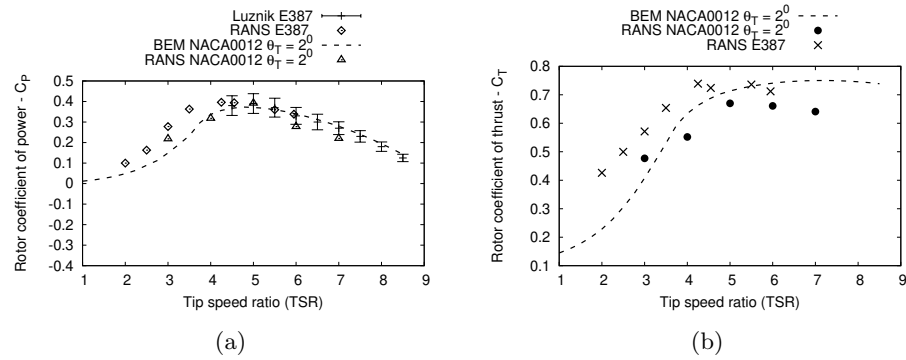 Luznik E387
RANS E387
BEM NACA0012 θT = 2⁰
RANS NACA0012 θT = 2⁰
0.5
0.4
0.3
0.2
0.1
0
-0.1
-0.2
-0.3
-0.4
Rotor coefficient of power - CP
1 2 3 4 5 6 7 8 9
Tip speed ratio (TSR)
(a)
BEM NACA0012 θT = 2⁰
RANS NACA0012 θT = 2⁰
RANS E387
0.8
0.7
0.6
0.5
0.4
0.3
0.2
0.1
Rotor coefficient of thrust - CT
1 2 3 4 5 6 7 8 9
Tip speed ratio (TSR)
(b)